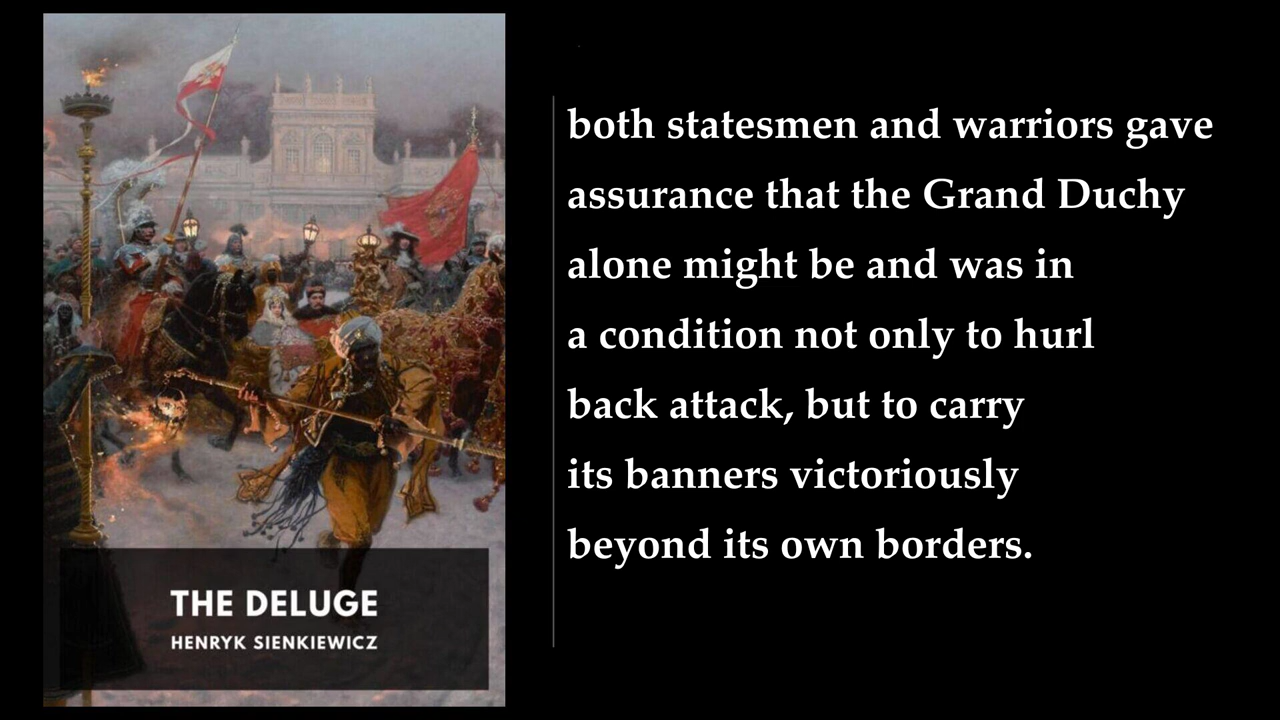 THE DELUGE
HENRYK SIENKIEWICZ
both statesmen and warriors gave
assurance that the Grand Duchy
alone might be and was in
a condition not only to hurl
back attack, but to carry
its banners victoriously
beyond its own borders.